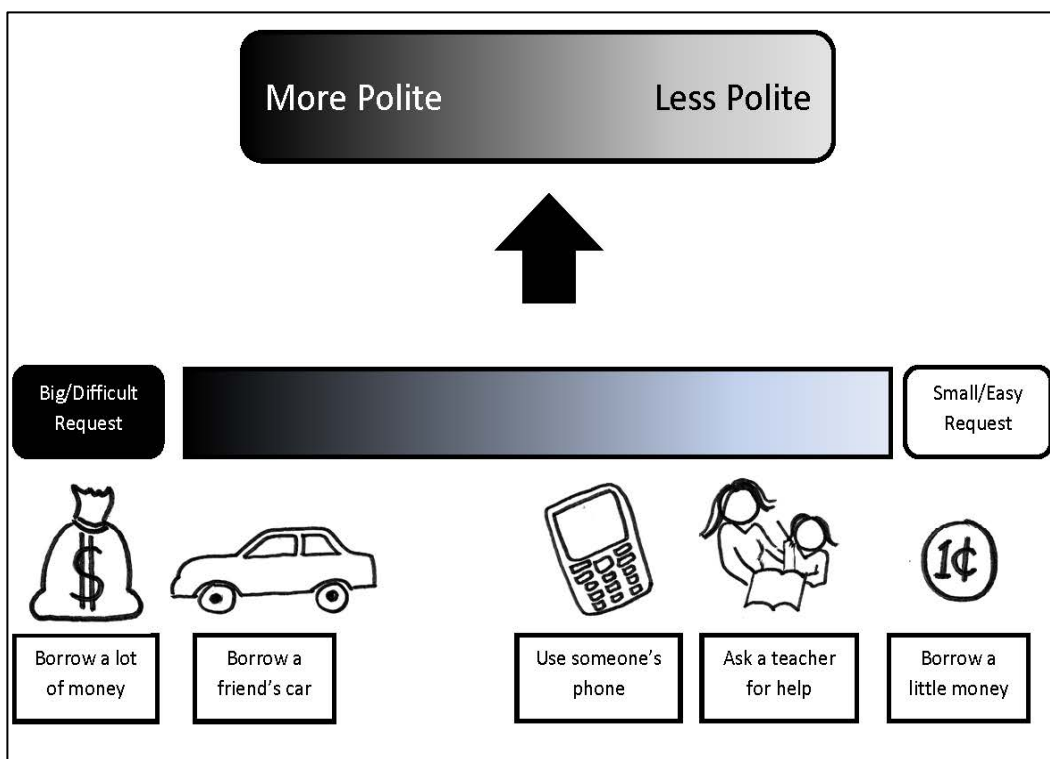 More Polite
Less Polite
Big/Difficult
Request
Small/Easy
Request
$
1¢
Borrow a lot
of money
Borrow a
friend's car
Use someone's
phone
Ask a teacher
for help
Borrow a
little money